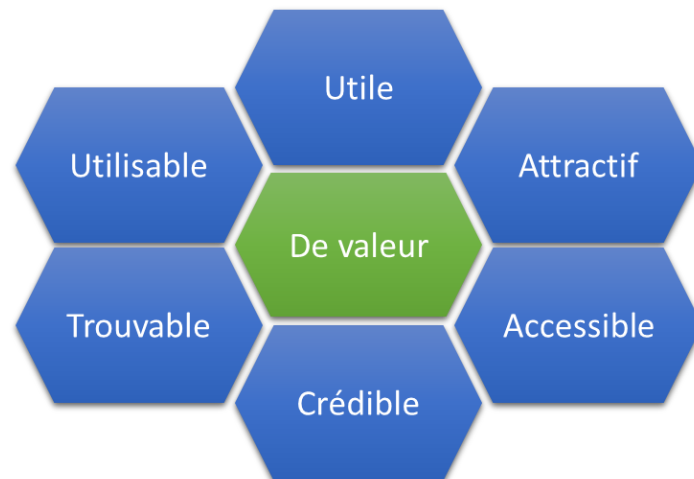 Utile
Utilisable
Attractif
De valeur
Trouvable
Accessible
Crédible